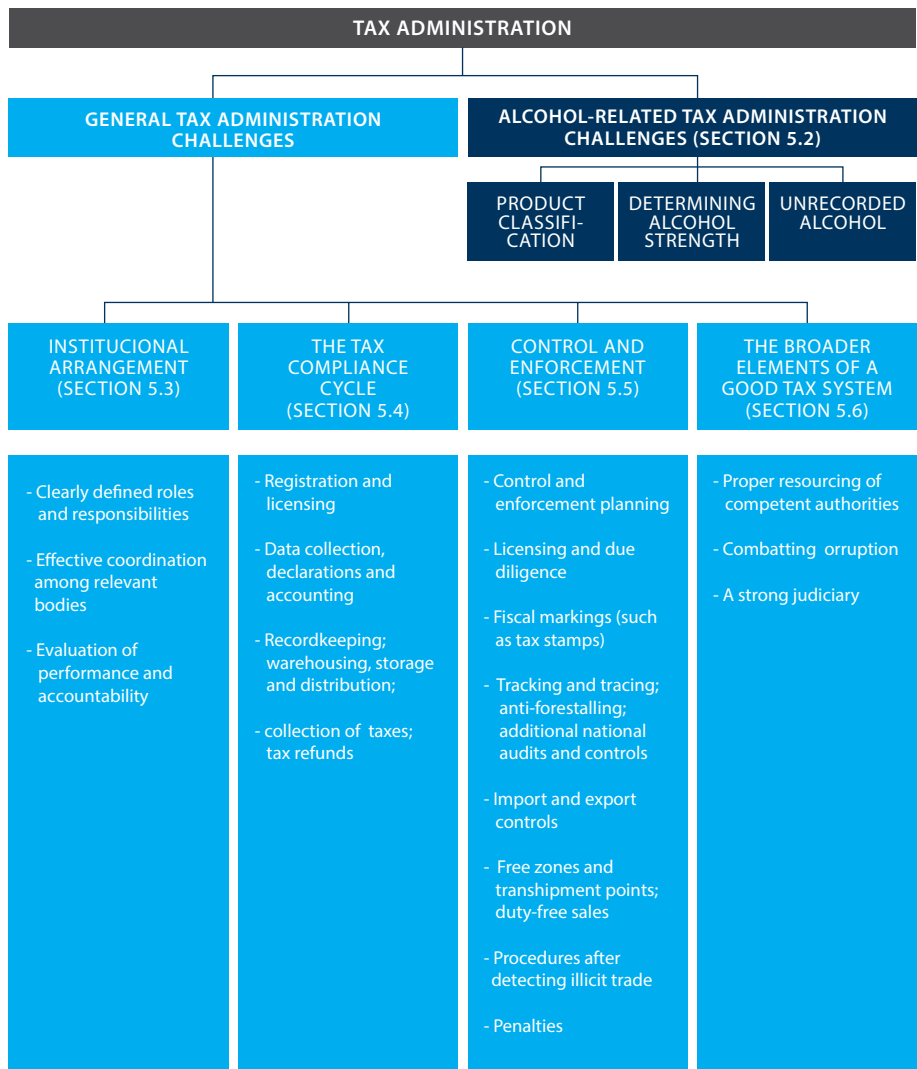 TAX ADMINISTRATION
GENERAL TAX ADMINISTRATION
CHALLENGES
ALCOHOL-RELATED TAX ADMINISTRATION
CHALLENGES (SECTION 5.2)
PRODUCT
CLASSIFI-
CATION
DETERMINING
ALCOHOL
STRENGTH
UNRECORDED
ALCOHOL
INSTITUCIONAL
ARRANGEMENT
(SECTION 5.3)
THE TAX
COMPLIANCE
CYCLE
(SECTION 5.4)
CONTROL AND
ENFORCEMENT
(SECTION 5.5)
THE BROADER
ELEMENTS OF A
GOOD TAX SYSTEM
(SECTION 5.6)
- Clearly defined roles
and responsibilities
- Effective coordination
among relevant
bodies
- Evaluation of
performance and
accountability
- Registration and
licensing
- Data collection,
declarations and
accounting
- Recordkeeping;
warehousing, storage
and distribution;
- collection of taxes;
tax refunds
- Control and
enforcement planning
- Licensing and due
diligence
- Fiscal markings (such
as tax stamps)
- Tracking and tracing;
anti-forestalling;
additional national
audits and controls
- Import and export
controls
- Free zones and
transhipment points;
duty-free sales
- Procedures after
detecting illicit trade
- Penalties
- Proper resourcing of
competent authorities
- Combatting orruption
- A strong judiciary